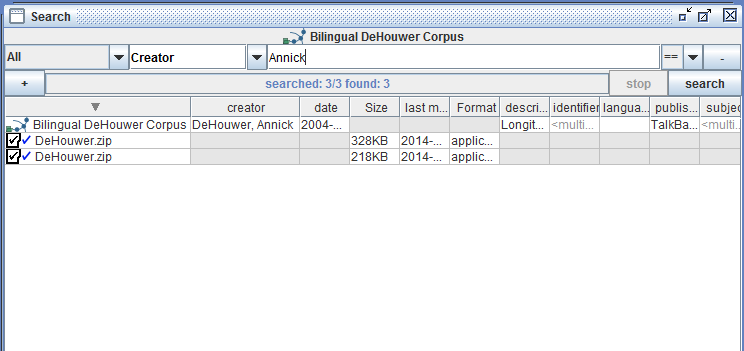 Search
Bilingual DeHouwer Corpus
All Creator Annick == -
+ searched: 3/3 found: 3 stop search
creator date Size last m... Format descri... identifier langua... publis... subjec
Bilingual DeHouwer Corpus DeHouwer, Annick 2004-... Longit... <multi... TalkBa... <multi...
DeHouwer.zip 328KB 2014-... applic...
DeHouwer.zip 218KB 2014-... applic...